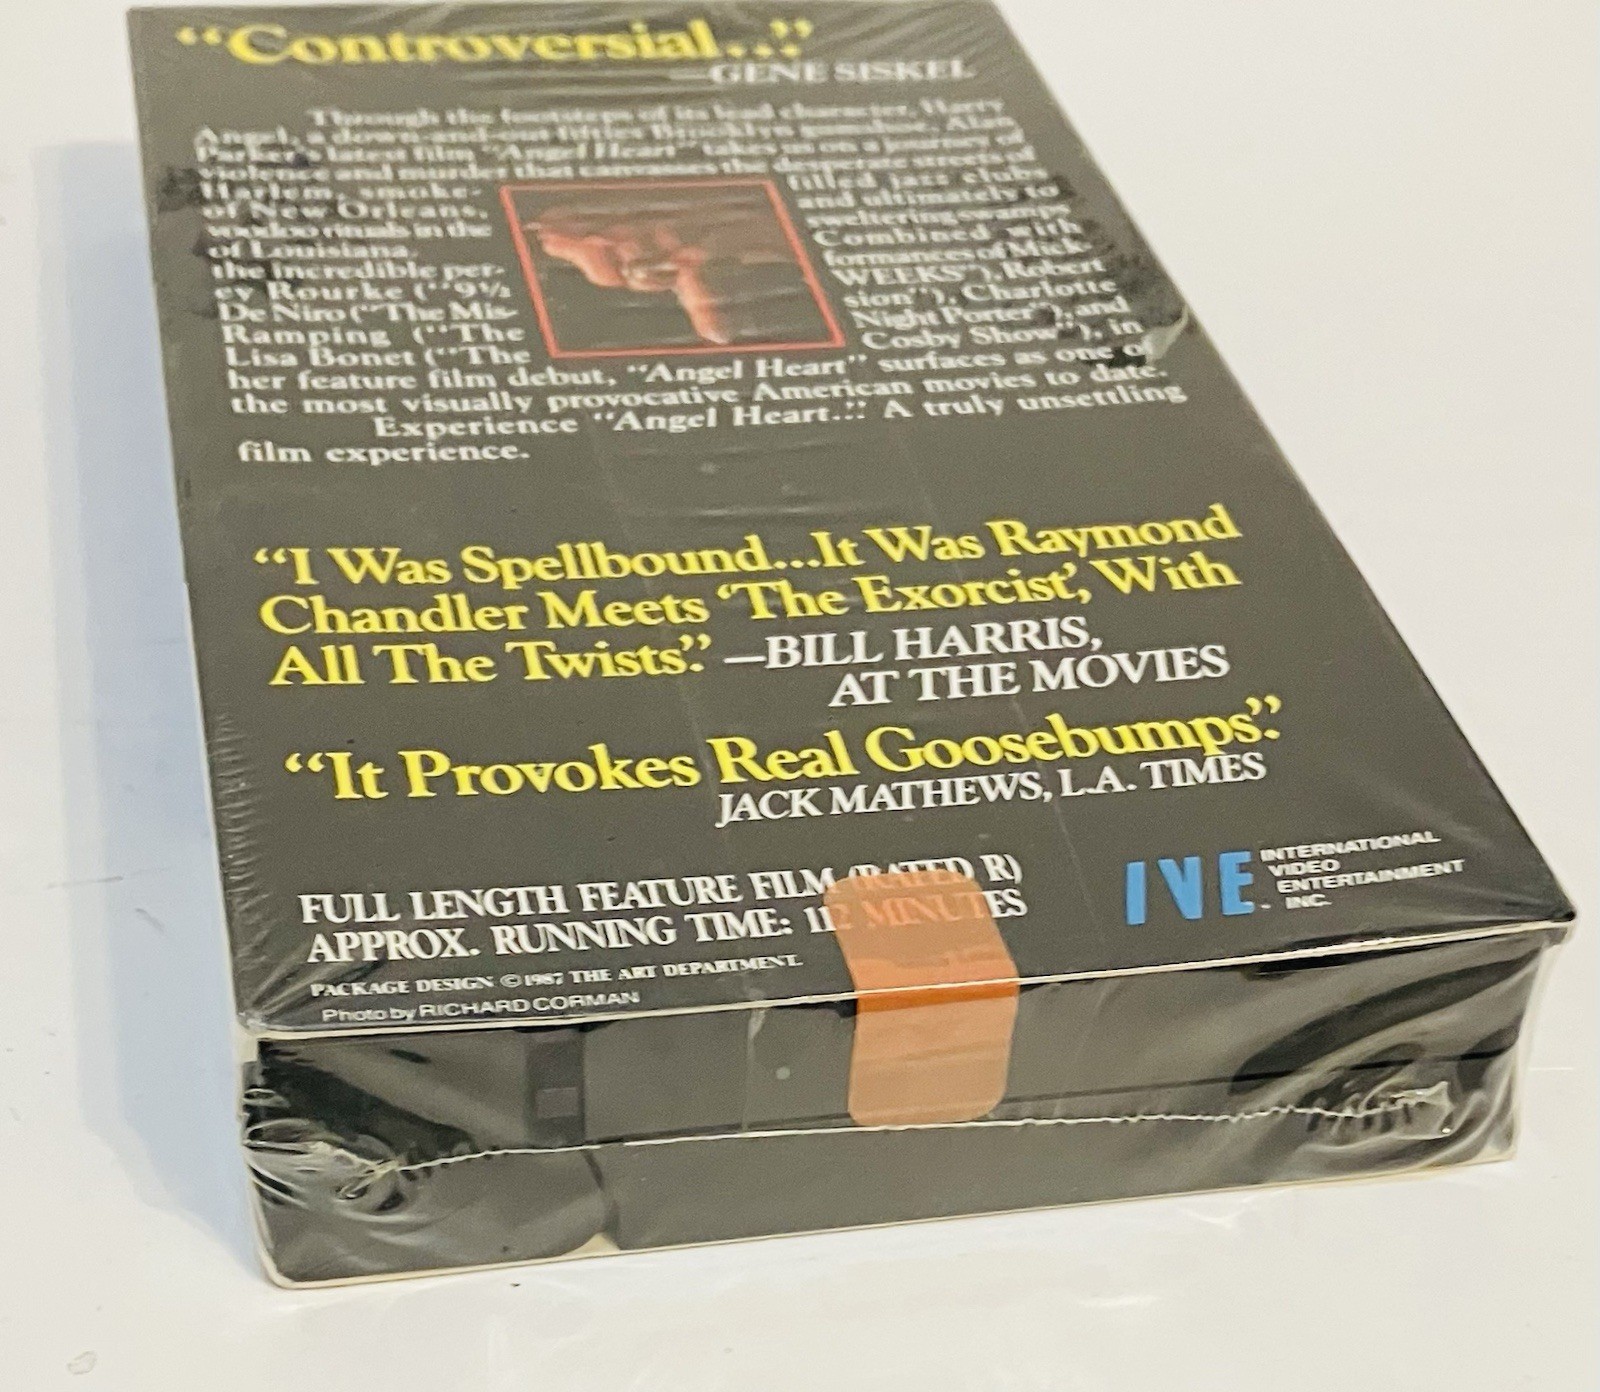 “Controversial...”
—GENE SISKEL
Through the footsteps of its lead character, Harry
Angel, a down-and-out fifties Brooklyn gumshoe, Alan
Parker's latest film “Angel Heart” takes us on a journey of
violence and murder that canvasses the desperate streets of
Harlem, smoke- filled jazz clubs
of New Orleans, and ultimately to
voodoo rituals in the sweltering swamps
of Louisiana. Combined with
the incredible per- formances of Mick-
ey Rourke (“9½ WEEKS”), Robert
De Niro (“The Mis- sion”), Charlotte
Ramping (“The Night Porter”), and
Lisa Bonet (“The Cosby Show”), in
her feature film debut, “Angel Heart” surfaces as one of
the most visually provocative American movies to date.
Experience “Angel Heart.” A truly unsettling
film experience.
“I Was Spellbound...It Was Raymond
Chandler Meets ‘The Exorcist’, With
All The Twists.” —BILL HARRIS,
AT THE MOVIES
“It Provokes Real Goosebumps.”
JACK MATHEWS, L.A. TIMES
FULL LENGTH FEATURE FILM (RATED R)
APPROX. RUNNING TIME: 112 MINUTES
PACKAGE DESIGN ©1987 THE ART DEPARTMENT.
Photo by RICHARD CORMAN
IVE™ INTERNATIONAL
VIDEO
ENTERTAINMENT
INC.